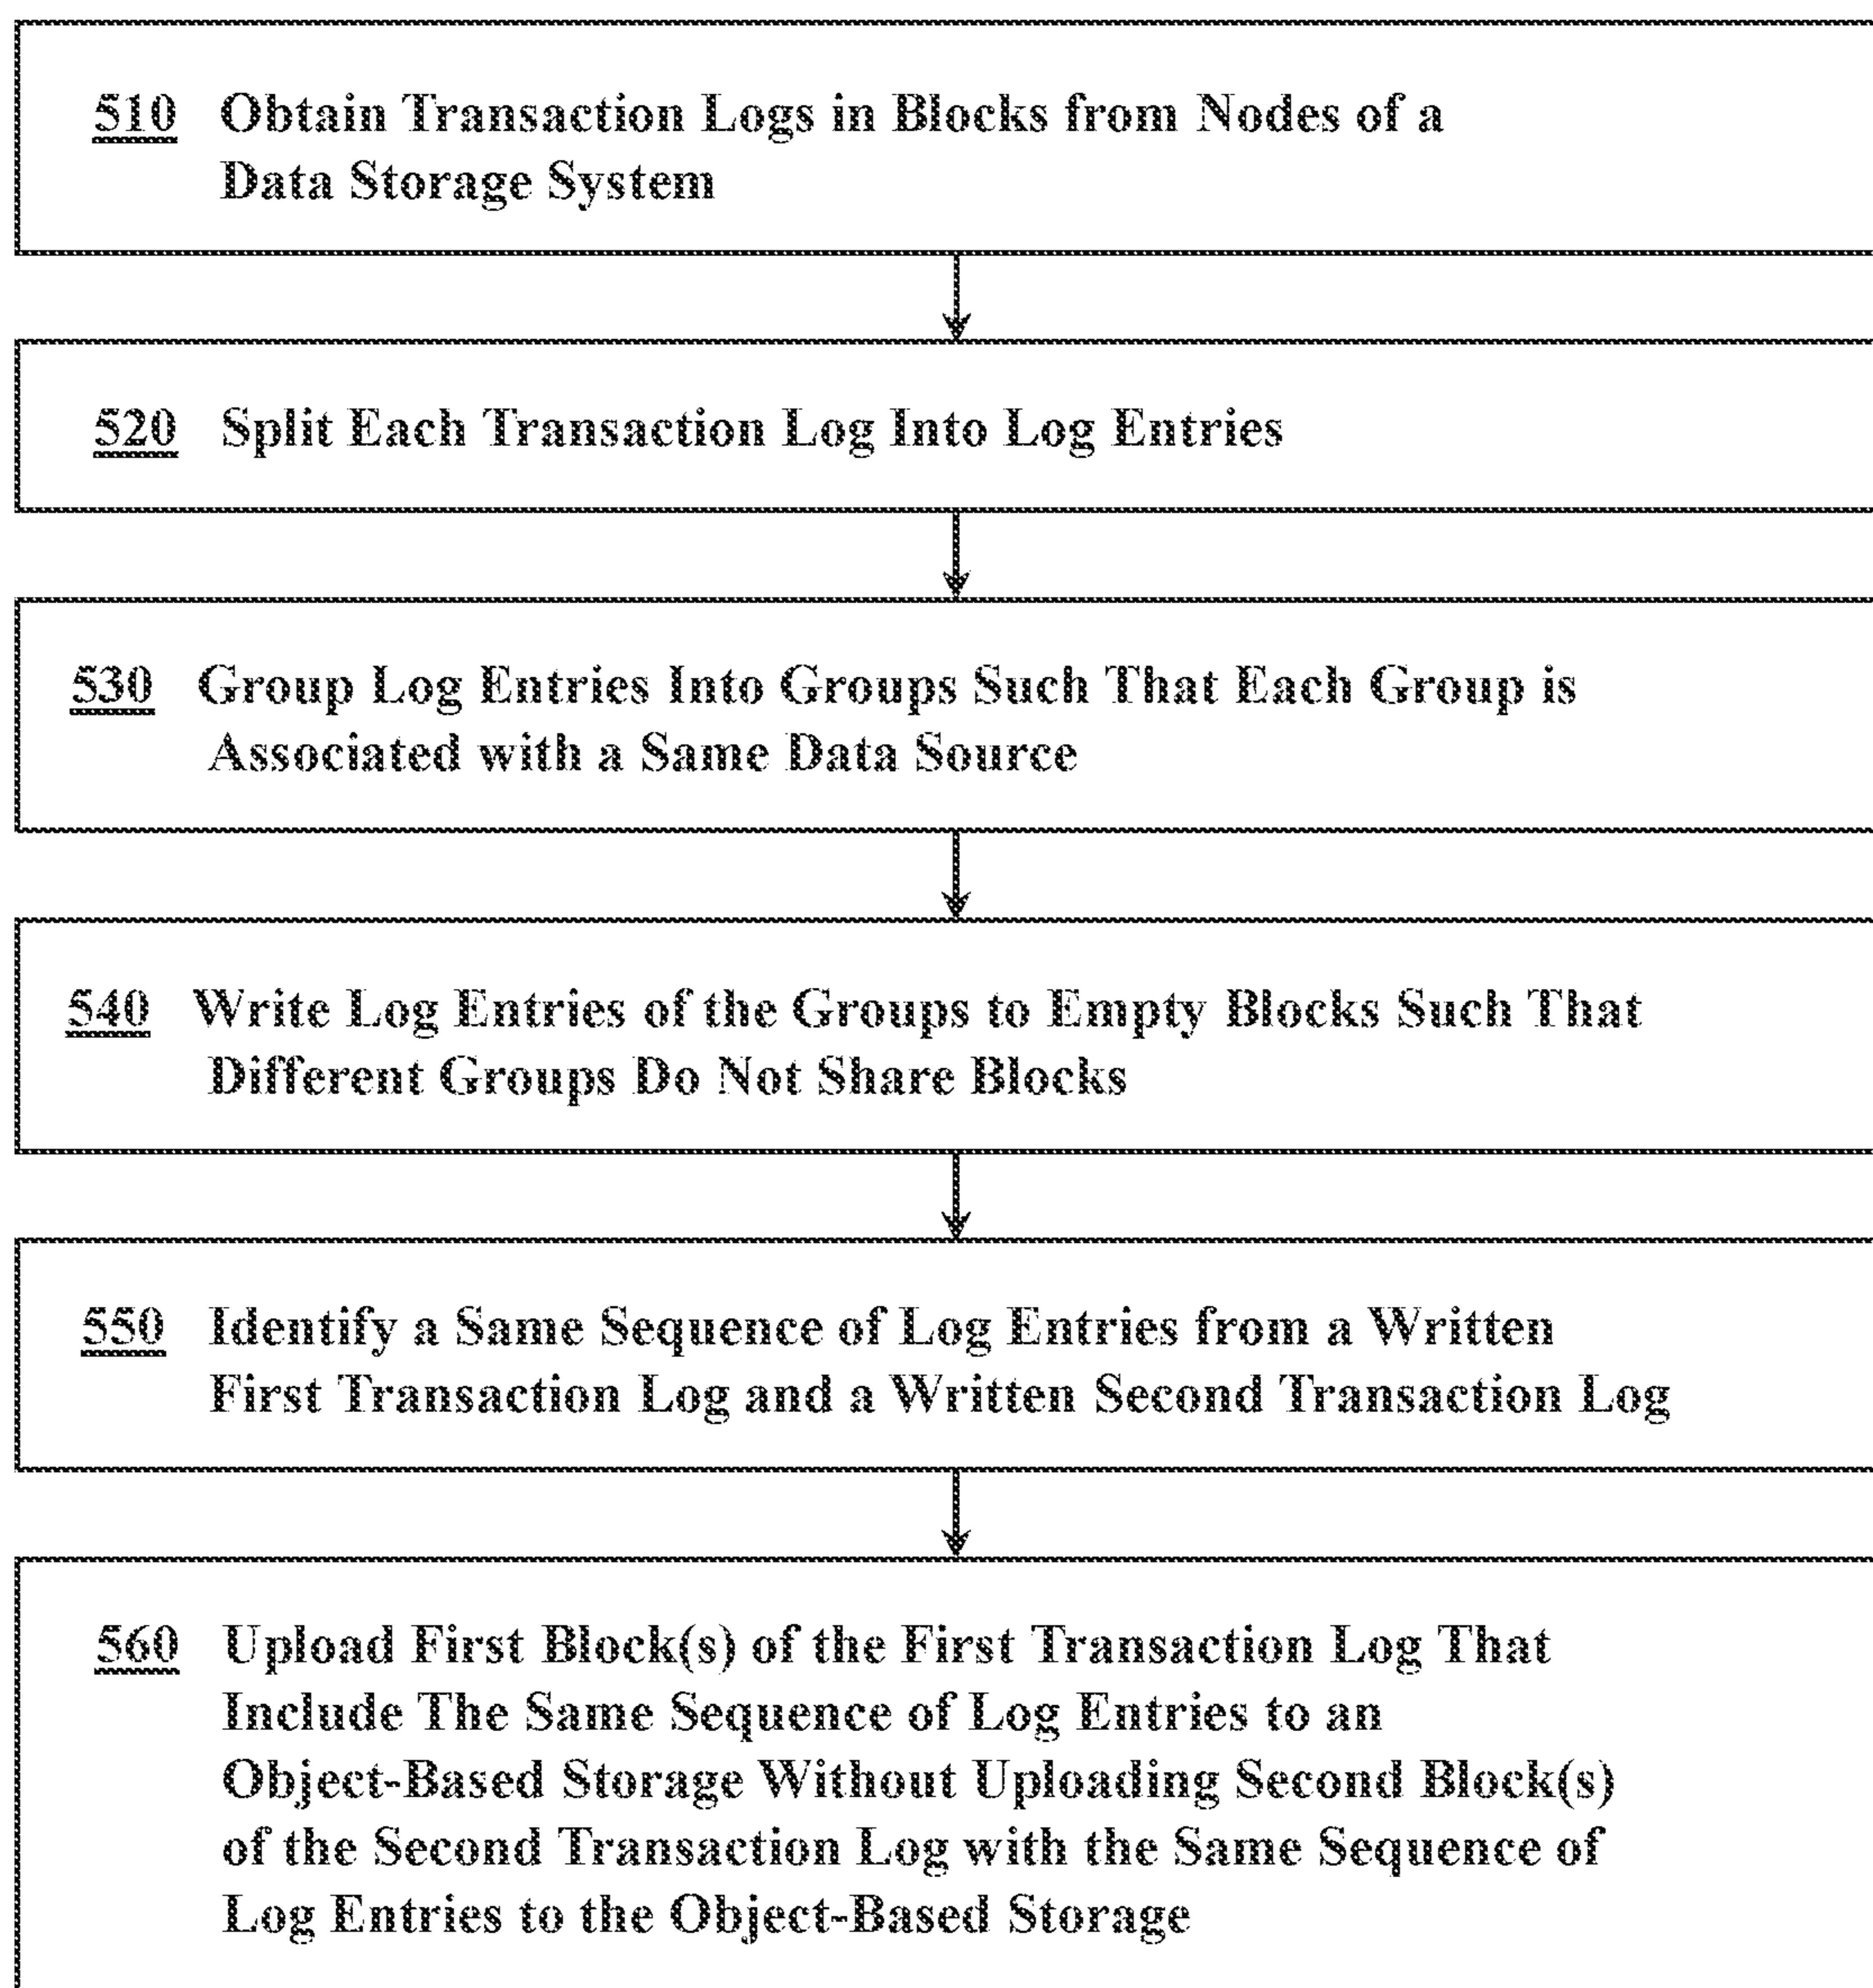 510 Obtain Transaction Logs in Blocks from Nodes of a
Data Storage System
520 Split Each Transaction Log Into Log Entries
530 Group Log Entries Into Groups Such That Each Group is
Associated with a Same Data Source
540 Write Log Entries of the Groups to Empty Blocks Such That
Different Groups Do Not Share Blocks
550 Identify a Same Sequence of Log Entries from a Written
First Transaction Log and a Written Second Transaction Log
560 Upload First Block(s) of the First Transaction Log That
Include The Same Sequence of Log Entries to an
Object-Based Storage Without Uploading Second Block(s)
of the Second Transaction Log with the Same Sequence of
Log Entries to the Object-Based Storage